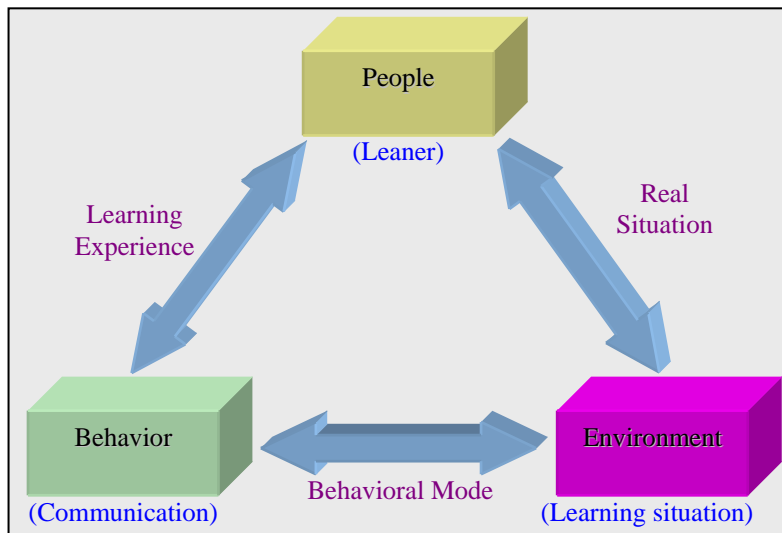 People
(Leaner)
Learning
Experience
Real
Situation
Behavior
Environment
Behavioral Mode
(Communication)
(Learning situation)